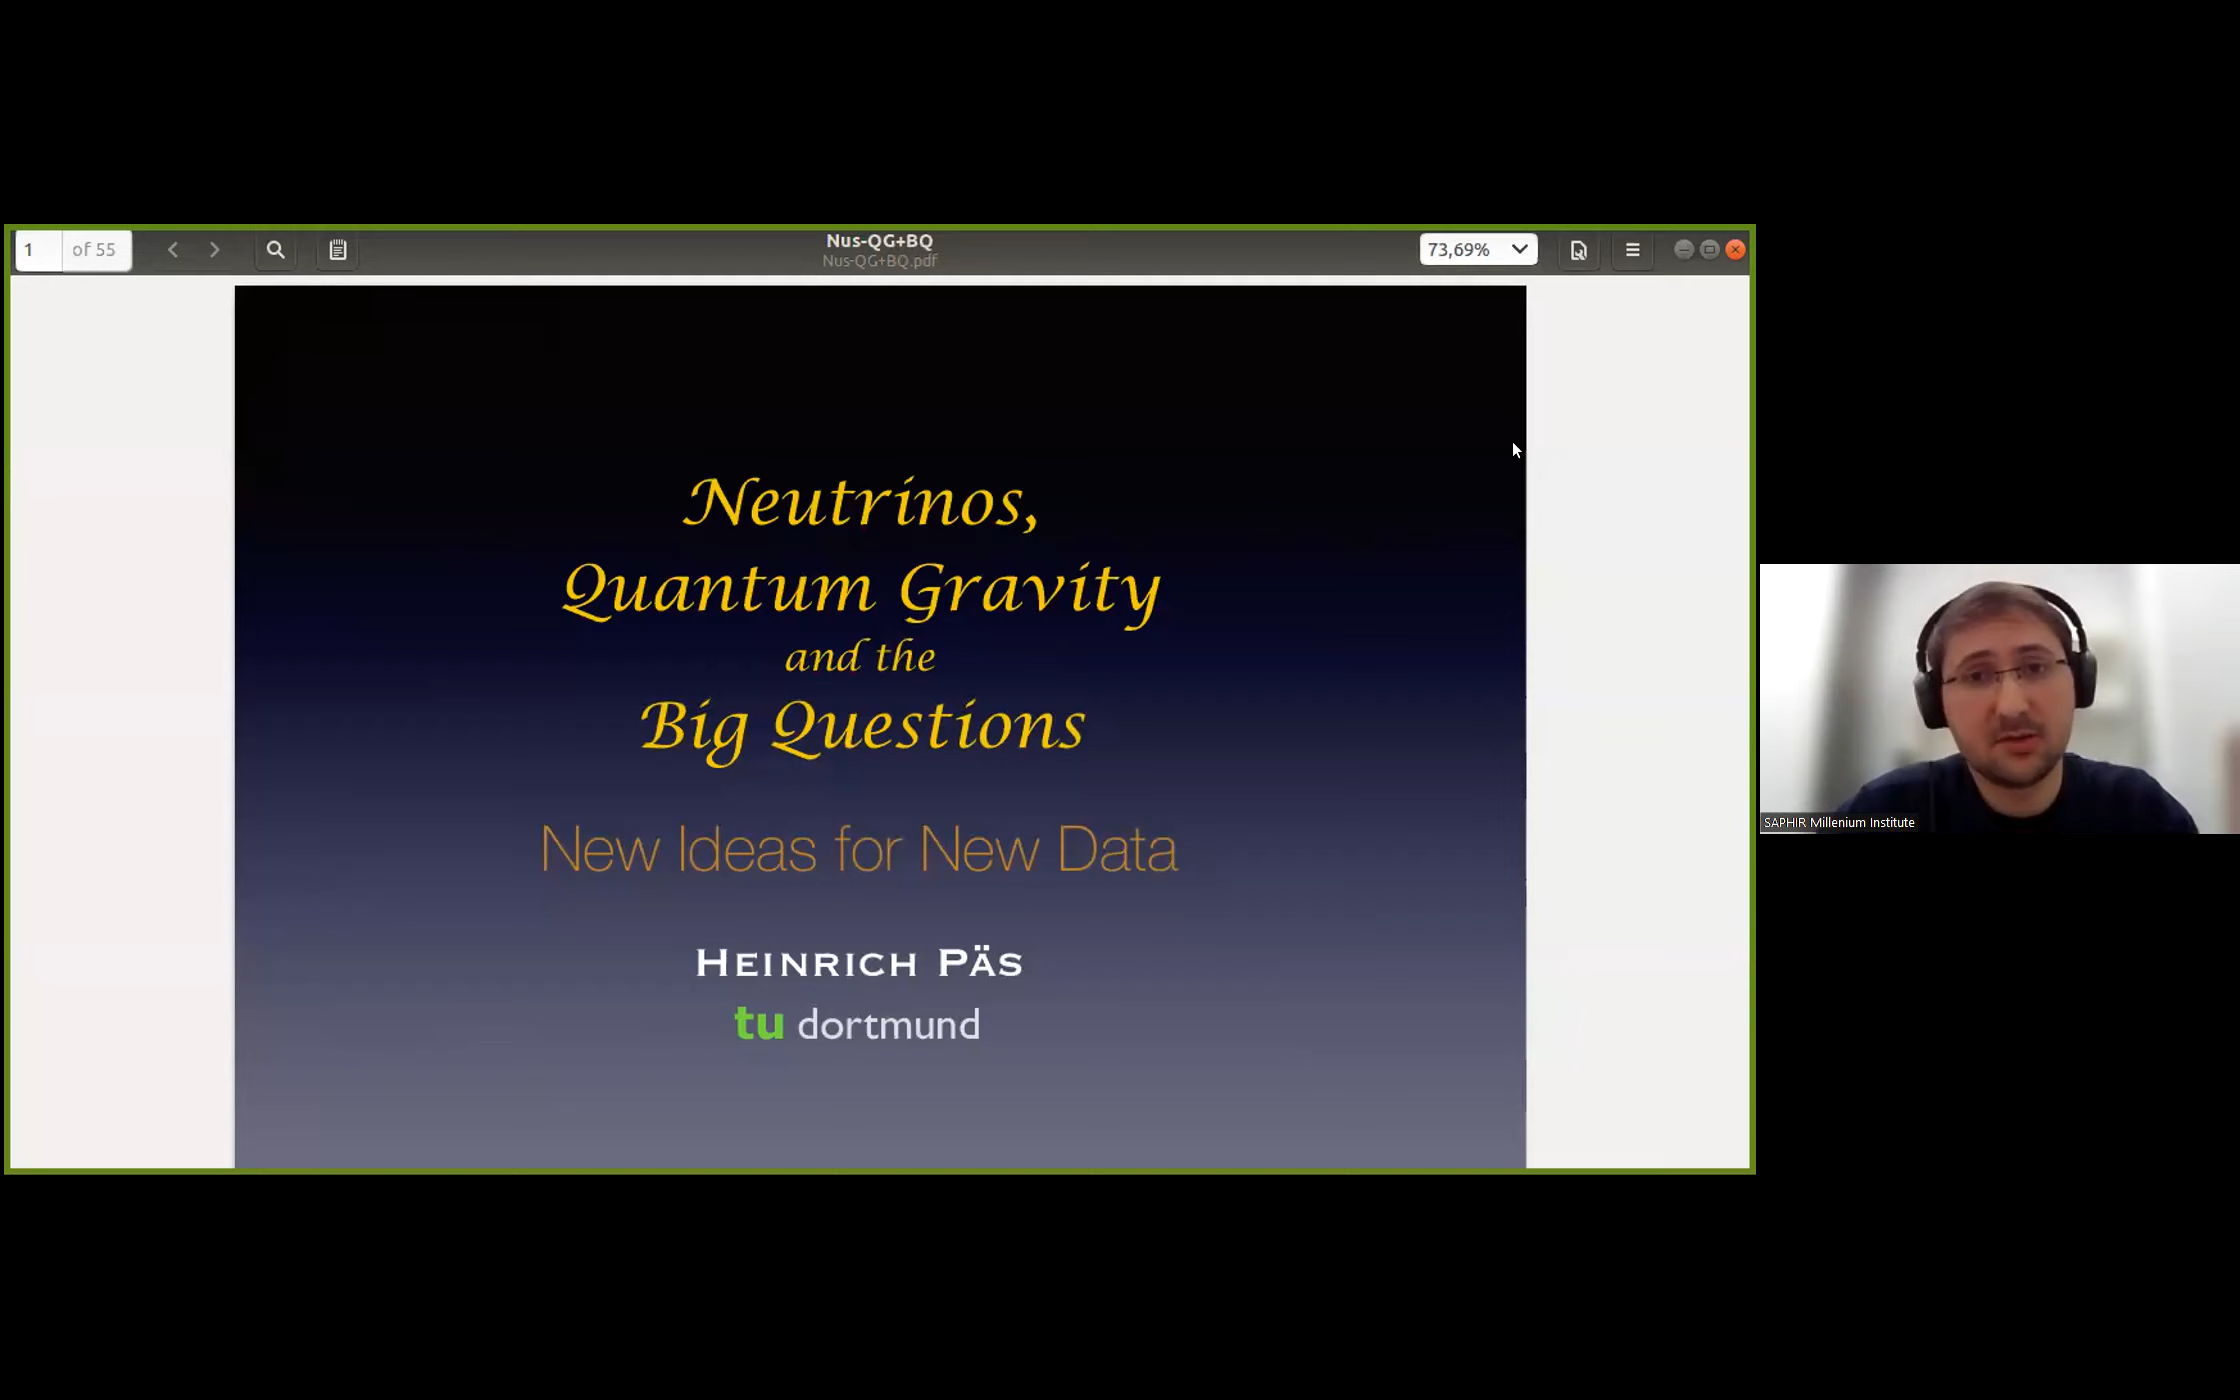 1 of 55
Nus-QG+BQ
Nus-QG+BQ.pdf
73,69%
Neutrinos,
Quantum Gravity
and the
Big Questions
New Ideas for New Data
HEINRICH PÄS
tu dortmund
SAPHIR Millenium Institute